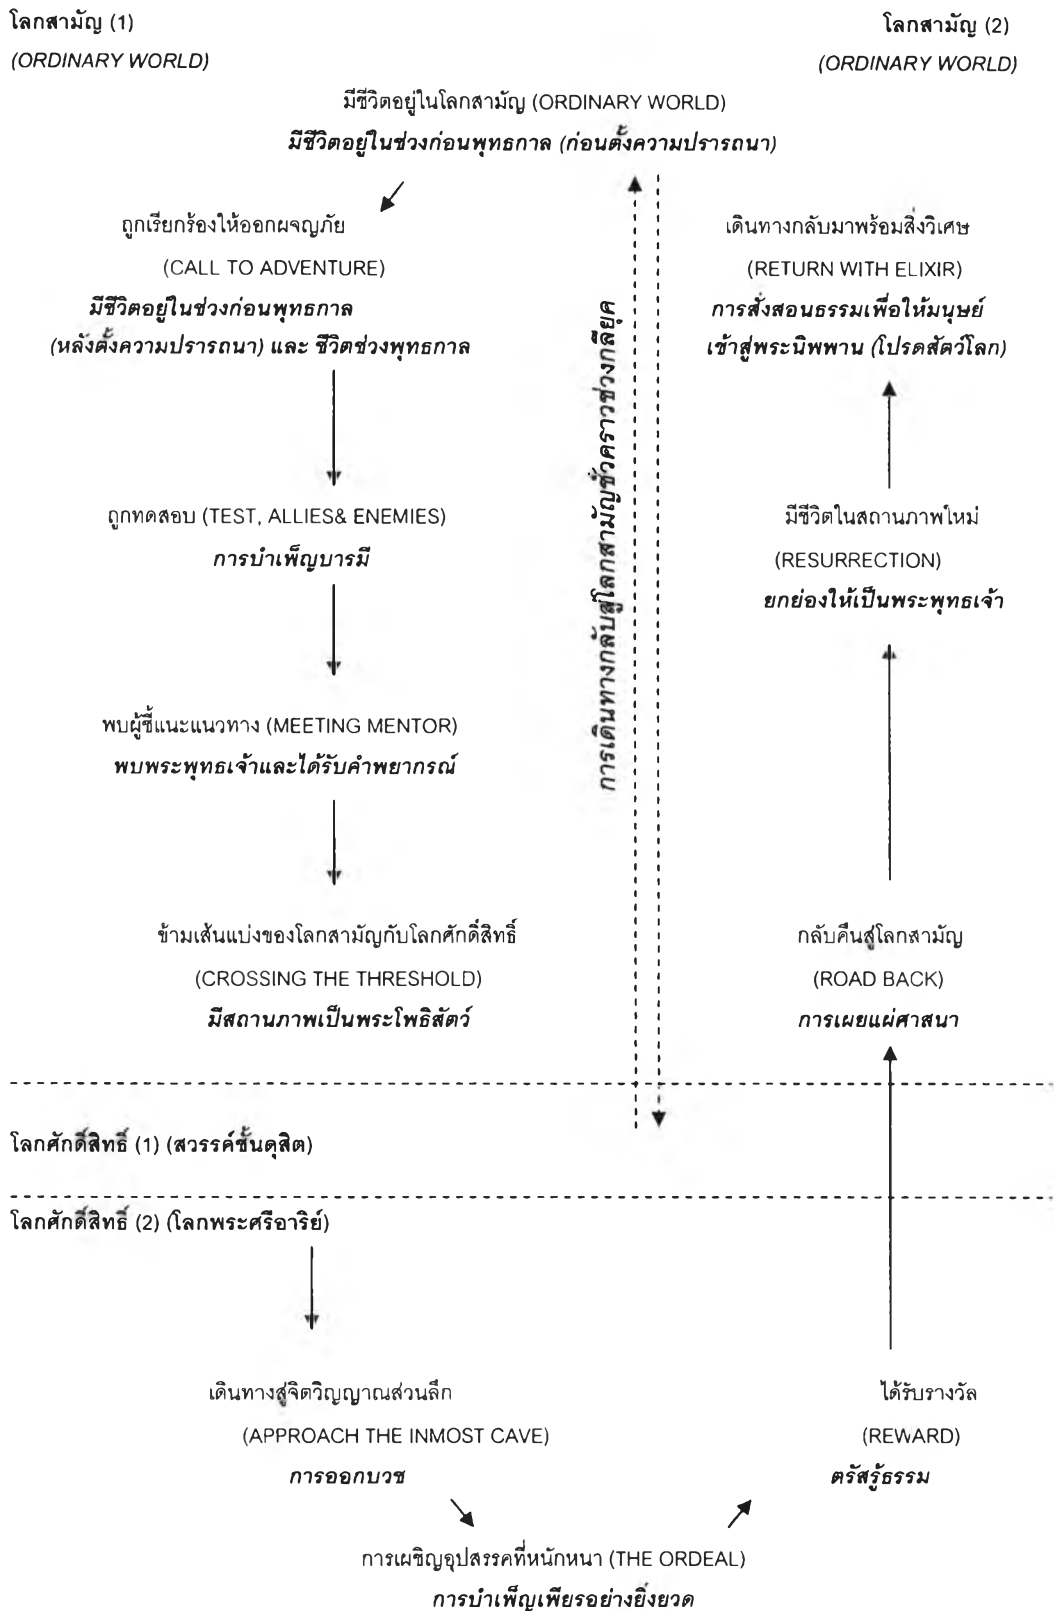 โลกสามัญ (1)
(ORDINARY WORLD)
โลกสามัญ (2)
(ORDINARY WORLD)
มีชีวิตอยู่ในโลกสามัญ (ORDINARY WORLD)
มีชีวิตอยู่ในช่วงก่อนพุทธกาล (ก่อนตั้งความปรารถนา)
ถูกเรียกร้องให้ออกผจญภัย
(CALL TO ADVENTURE)
มีชีวิตอยู่ในช่วงก่อนพุทธกาล
(หลังตั้งความปรารถนา) และ ชีวิตช่วงพุทธกาล
ถูกทดสอบ (TEST, ALLIES& ENEMIES)
การบำเพ็ญบารมี
พบผู้ชี้แนะแนวทาง (MEETING MENTOR)
พบพระพุทธเจ้าและได้รับคำพยากรณ์
ข้ามเส้นแบ่งของโลกสามัญกับโลกศักดิ์สิทธิ์
(CROSSING THE THRESHOLD)
มีสถานภาพเป็นพระโพธิสัตว์
การเดินทางกลับสู่โลกสามัญชั่วคราวช่วงกลียุค
เดินทางกลับมาพร้อมสิ่งวิเศษ
(RETURN WITH ELIXIR)
การสั่งสอนธรรมเพื่อให้มนุษย์
เข้าสู่พระนิพพาน (โปรดสัตว์โลก)
มีชีวิตในสถานภาพใหม่
(RESURRECTION)
ยกย่องให้เป็นพระพุทธเจ้า
กลับคืนสู่โลกสามัญ
(ROAD BACK)
การเผยแผ่ศาสนา
โลกศักดิ์สิทธิ์ (1) (สวรรค์ชั้นดุสิต)
โลกศักดิ์สิทธิ์ (2) (โลกพระศรีอาริย์)
เดินทางสู่จิตวิญญาณส่วนลึก
(APPROACH THE INMOST CAVE)
การออกบวช
ได้รับรางวัล
(REWARD)
ตรัสรู้ธรรม
การเผชิญอุปสรรคที่หนักหนา (THE ORDEAL)
การบำเพ็ญเพียรอย่างยิ่งยวด